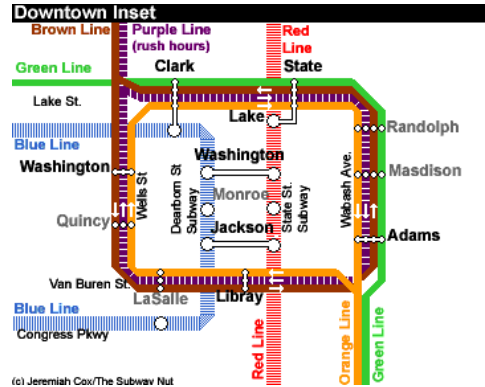 Downtown Inset
Brown Line
Purple Line
(rush hours)
Red
Line
Green Line
Clark
State
Lake St.
Lake
Randolph
Blue Line
Washington
Washington
Masdison
Wells St
Dearborn St
Subway
Monroe
State St.
Subway
Wabash Ave.
Quincy
Jackson
Adams
Van Buren St.
LaSalle
Libray
Blue Line
Congress Pkwy
Red Line
Orange Line
Green Line
(c) Jeremiah Cox/The Subway Nut